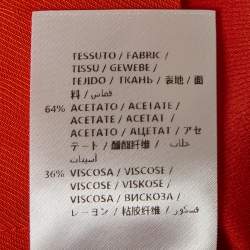 TESSUTO / FABRIC /
TISSU / GEWEBE /
TEJIDO / ТКАНЬ / 表地 / 面
料 / قماش /
64% ACETATO / ACETATE /
ACETATE / ACETAT /
ACETATO / АЦЕТАТ / アセ
テート / 醋酯纤维 /
أسيتات
36% VISCOSA / VISCOSE /
VISCOSE / VISKOSE /
VISCOSA / ВИСКОЗА /
レーヨン / 粘胶纤维 / فسكوز